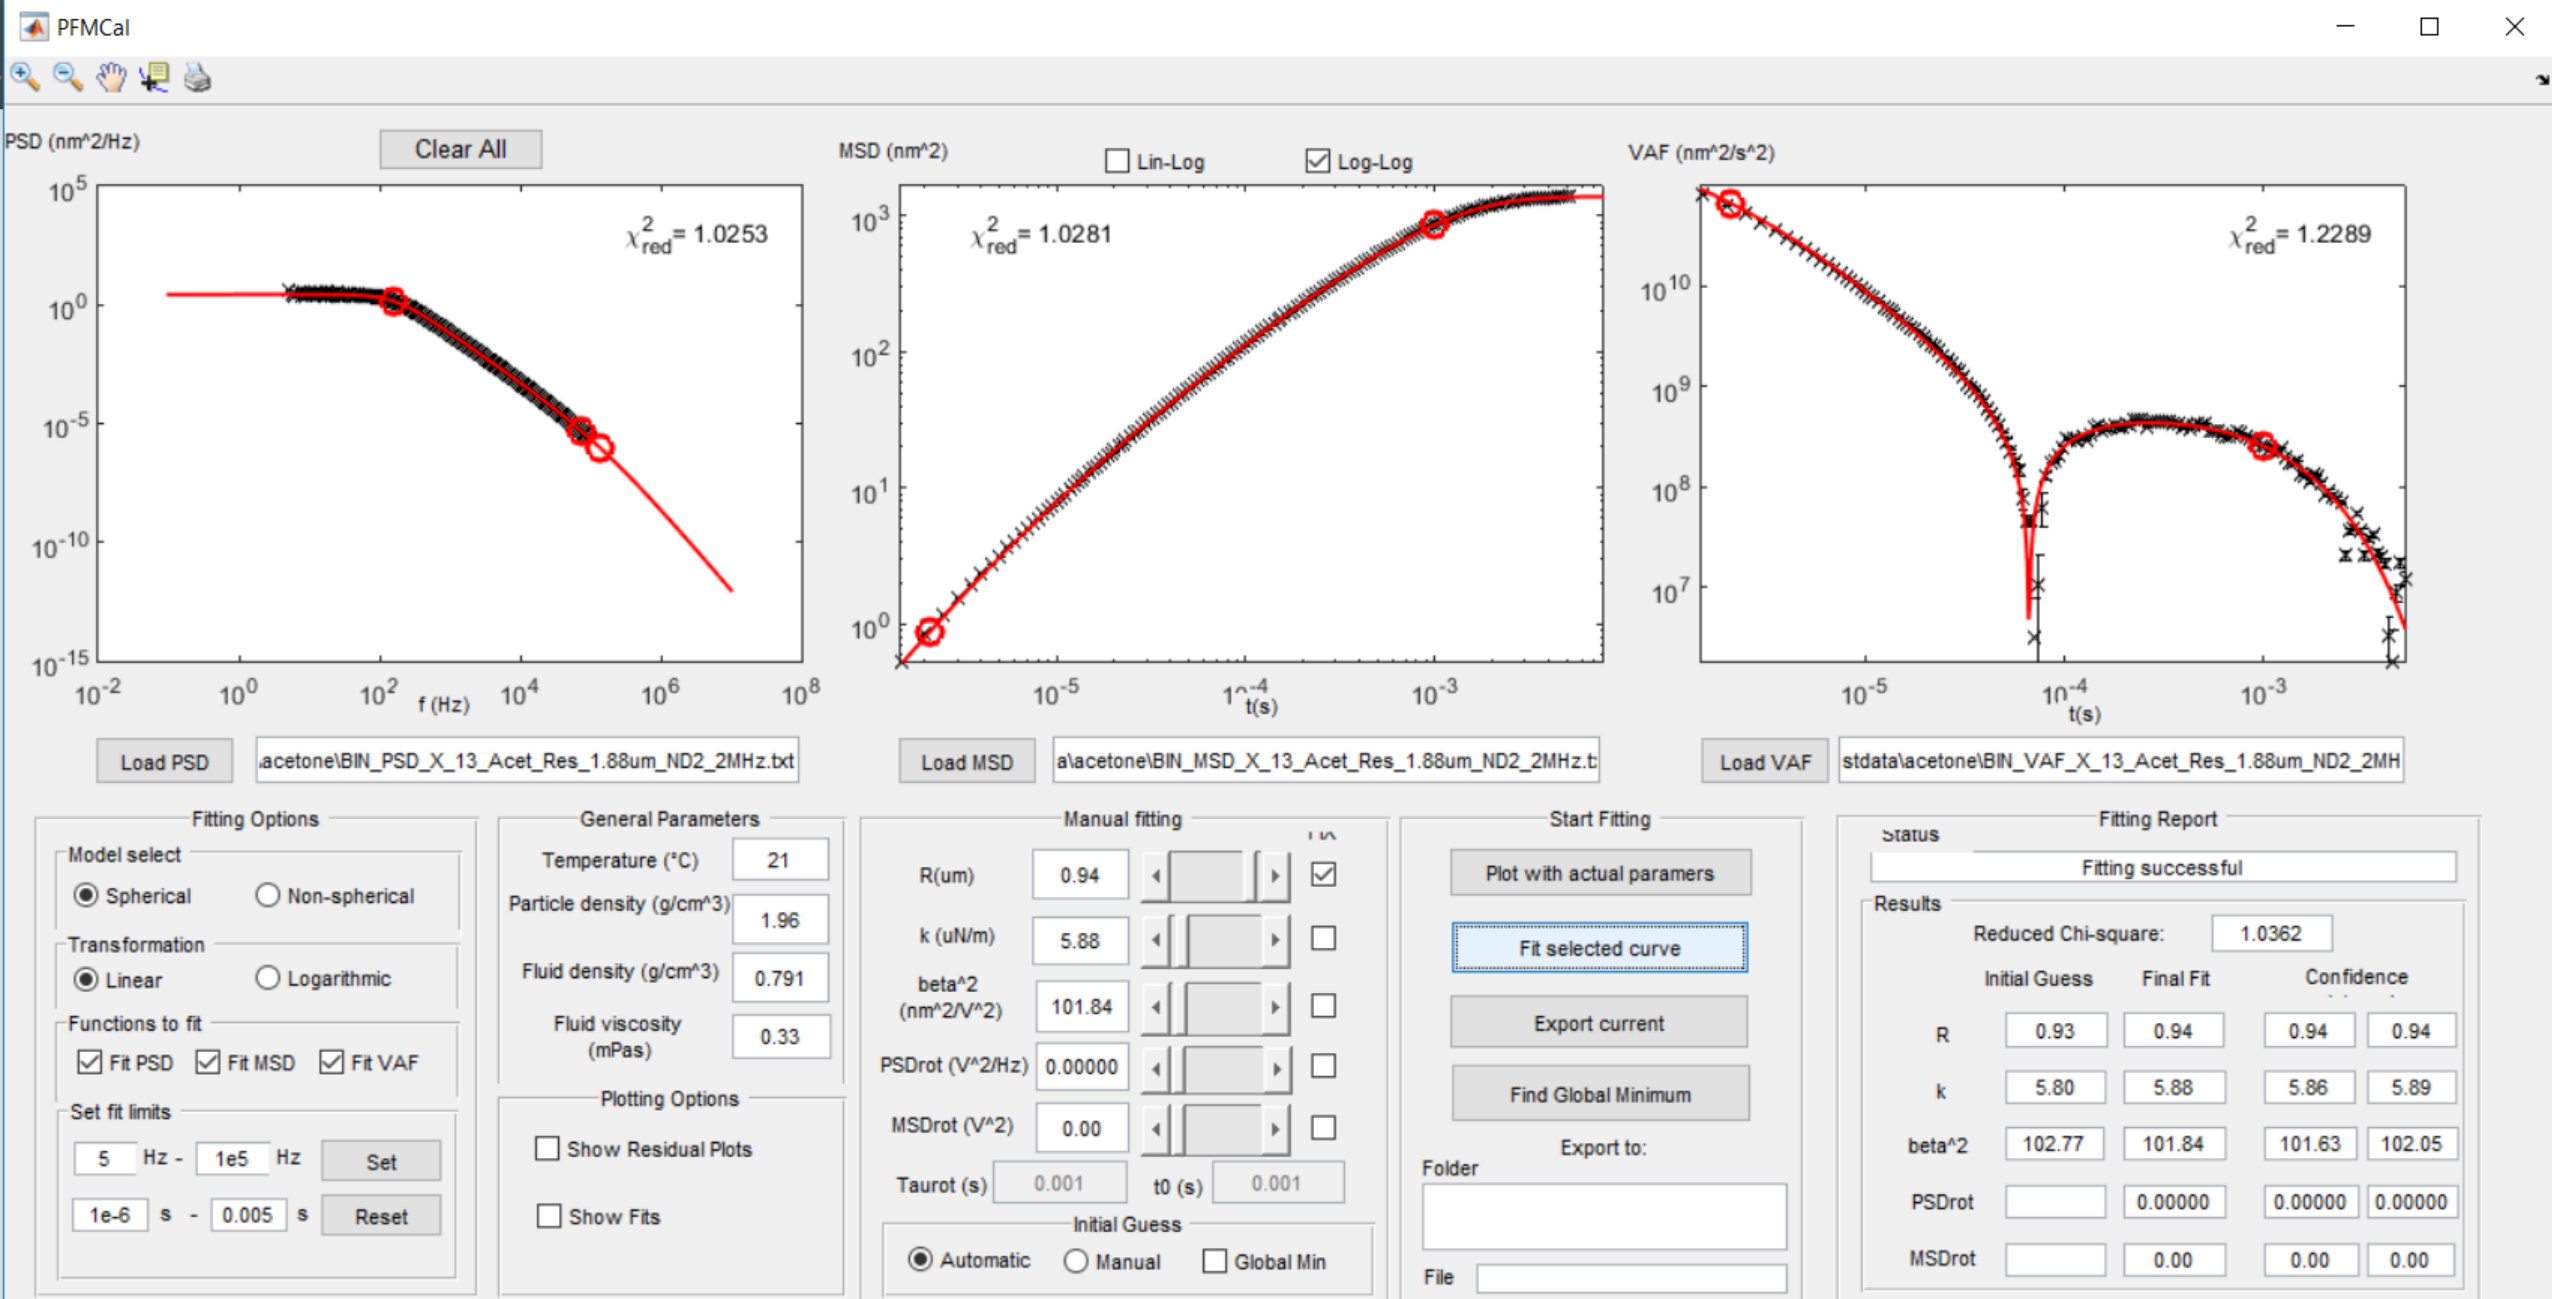 PFMCal
PSD (nm^2/Hz)
Clear All
10^5
10^0
10^-5
10^-10
10^-15
χ^2_red= 1.0253
10^-2 10^0 10^2 10^4 10^6 10^8
f (Hz)
MSD (nm^2)
Lin-Log
Log-Log
10^3
10^2
10^1
10^0
χ^2_red= 1.0281
10^-5 10^-4 10^-3
t(s)
VAF (nm^2/s^2)
10^10
10^9
10^8
10^7
χ^2_red= 1.2289
10^-5 10^-4 10^-3
t(s)
Load PSD
acetone\BIN_PSD_X_13_Acet_Res_1.88um_ND2_2MHz.txt
Load MSD
a\acetone\BIN_MSD_X_13_Acet_Res_1.88um_ND2_2MHz.t
Load VAF
stdata\acetone\BIN_VAF_X_13_Acet_Res_1.88um_ND2_2MH
Fitting Options
Model select
Spherical Non-spherical
Transformation
Linear Logarithmic
Functions to fit
Fit PSD Fit MSD Fit VAF
Set fit limits
5 Hz - 1e5 Hz Set
1e-6 s - 0.005 s Reset
General Parameters
Temperature (°C) 21
Particle density (g/cm^3) 1.96
Fluid density (g/cm^3) 0.791
Fluid viscosity
(mPas) 0.33
Plotting Options
Show Residual Plots
Show Fits
Manual fitting
R(um) 0.94
k (uN/m) 5.88
beta^2
(nm^2/V^2) 101.84
PSDrot (V^2/Hz) 0.00000
MSDrot (V^2) 0.00
Taurot (s) 0.001 t0 (s) 0.001
Initial Guess
Automatic Manual Global Min
Start Fitting
Plot with actual paramers
Fit selected curve
Export current
Find Global Minimum
Export to:
Folder
File
Fitting Report
Status
Fitting successful
Results
Reduced Chi-square: 1.0362
Initial Guess Final Fit Confidence
R 0.93 0.94 0.94 0.94
k 5.80 5.88 5.86 5.89
beta^2 102.77 101.84 101.63 102.05
PSDrot 0.00000 0.00000 0.00000
MSDrot 0.00 0.00 0.00